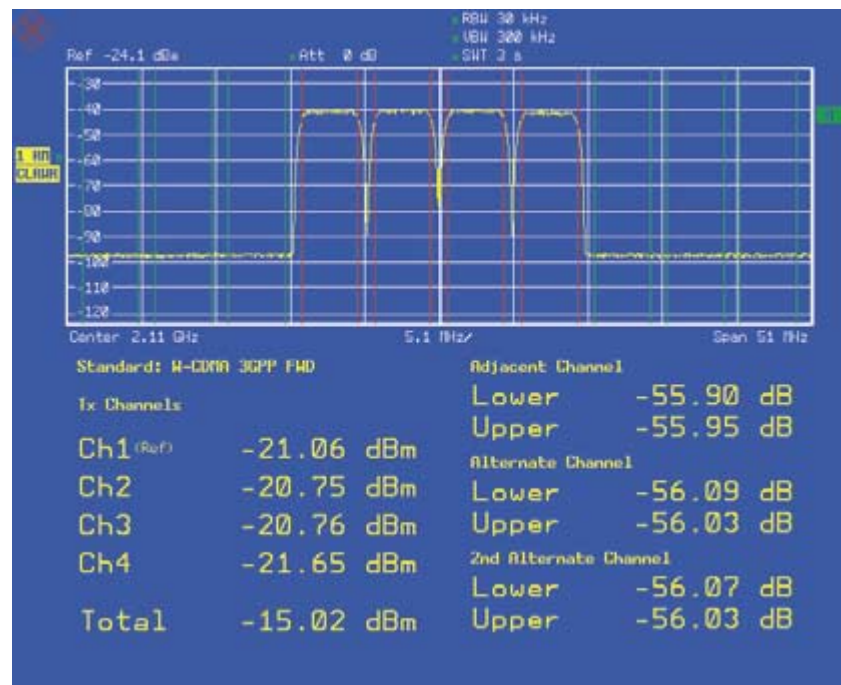 RBW 30 kHz
VBW 300 kHz
Ref -24.1 dBm Att 0 dB SWT 3 s
-30
-40
-50
1 RM
-60
CLRWR
-70
-80
-90
-100
-110
-120
Center 2.11 GHz 5.1 MHz/ Span 51 MHz
Standard: W-CDMA 3GPP FWD
Tx Channels
Ch1 (Ref) -21.06 dBm
Ch2 -20.75 dBm
Ch3 -20.76 dBm
Ch4 -21.65 dBm
Total -15.02 dBm
Adjacent Channel
Lower -55.90 dB
Upper -55.95 dB
Alternate Channel
Lower -56.09 dB
Upper -56.03 dB
2nd Alternate Channel
Lower -56.07 dB
Upper -56.03 dB